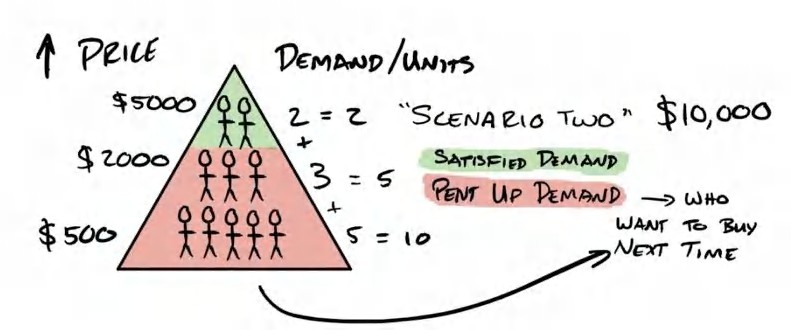 ↑ PRICE DEMAND/UNITS
$5000 2 = 2 "SCENARIO TWO" $10,000
+
SATISFIED DEMAND
$2000 3 = 5
PENT UP DEMAND → WHO
WANT TO BUY
NEXT TIME
+
$500 5 = 10